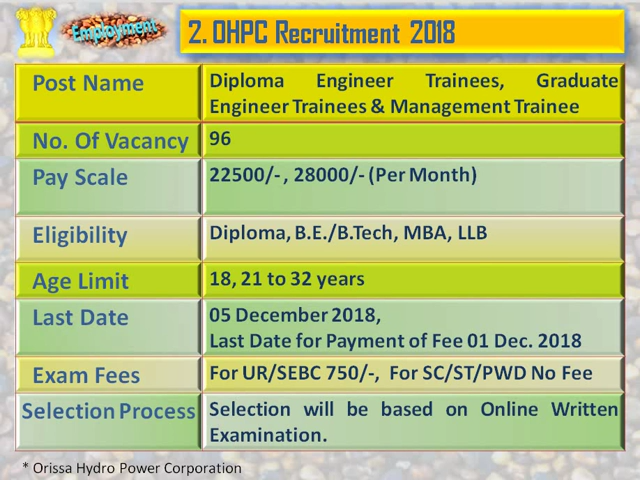 Employment
2. OHPC Recruitment 2018
Post Name
Diploma Engineer Trainees, Graduate
Engineer Trainees & Management Trainee
No. Of Vacancy
96
Pay Scale
22500/- , 28000/- (Per Month)
Eligibility
Diploma, B.E./B.Tech, MBA, LLB
Age Limit
18, 21 to 32 years
Last Date
05 December 2018,
Last Date for Payment of Fee 01 Dec. 2018
Exam Fees
For UR/SEBC 750/-, For SC/ST/PWD No Fee
Selection Process
Selection will be based on Online Written
Examination.
* Orissa Hydro Power Corporation